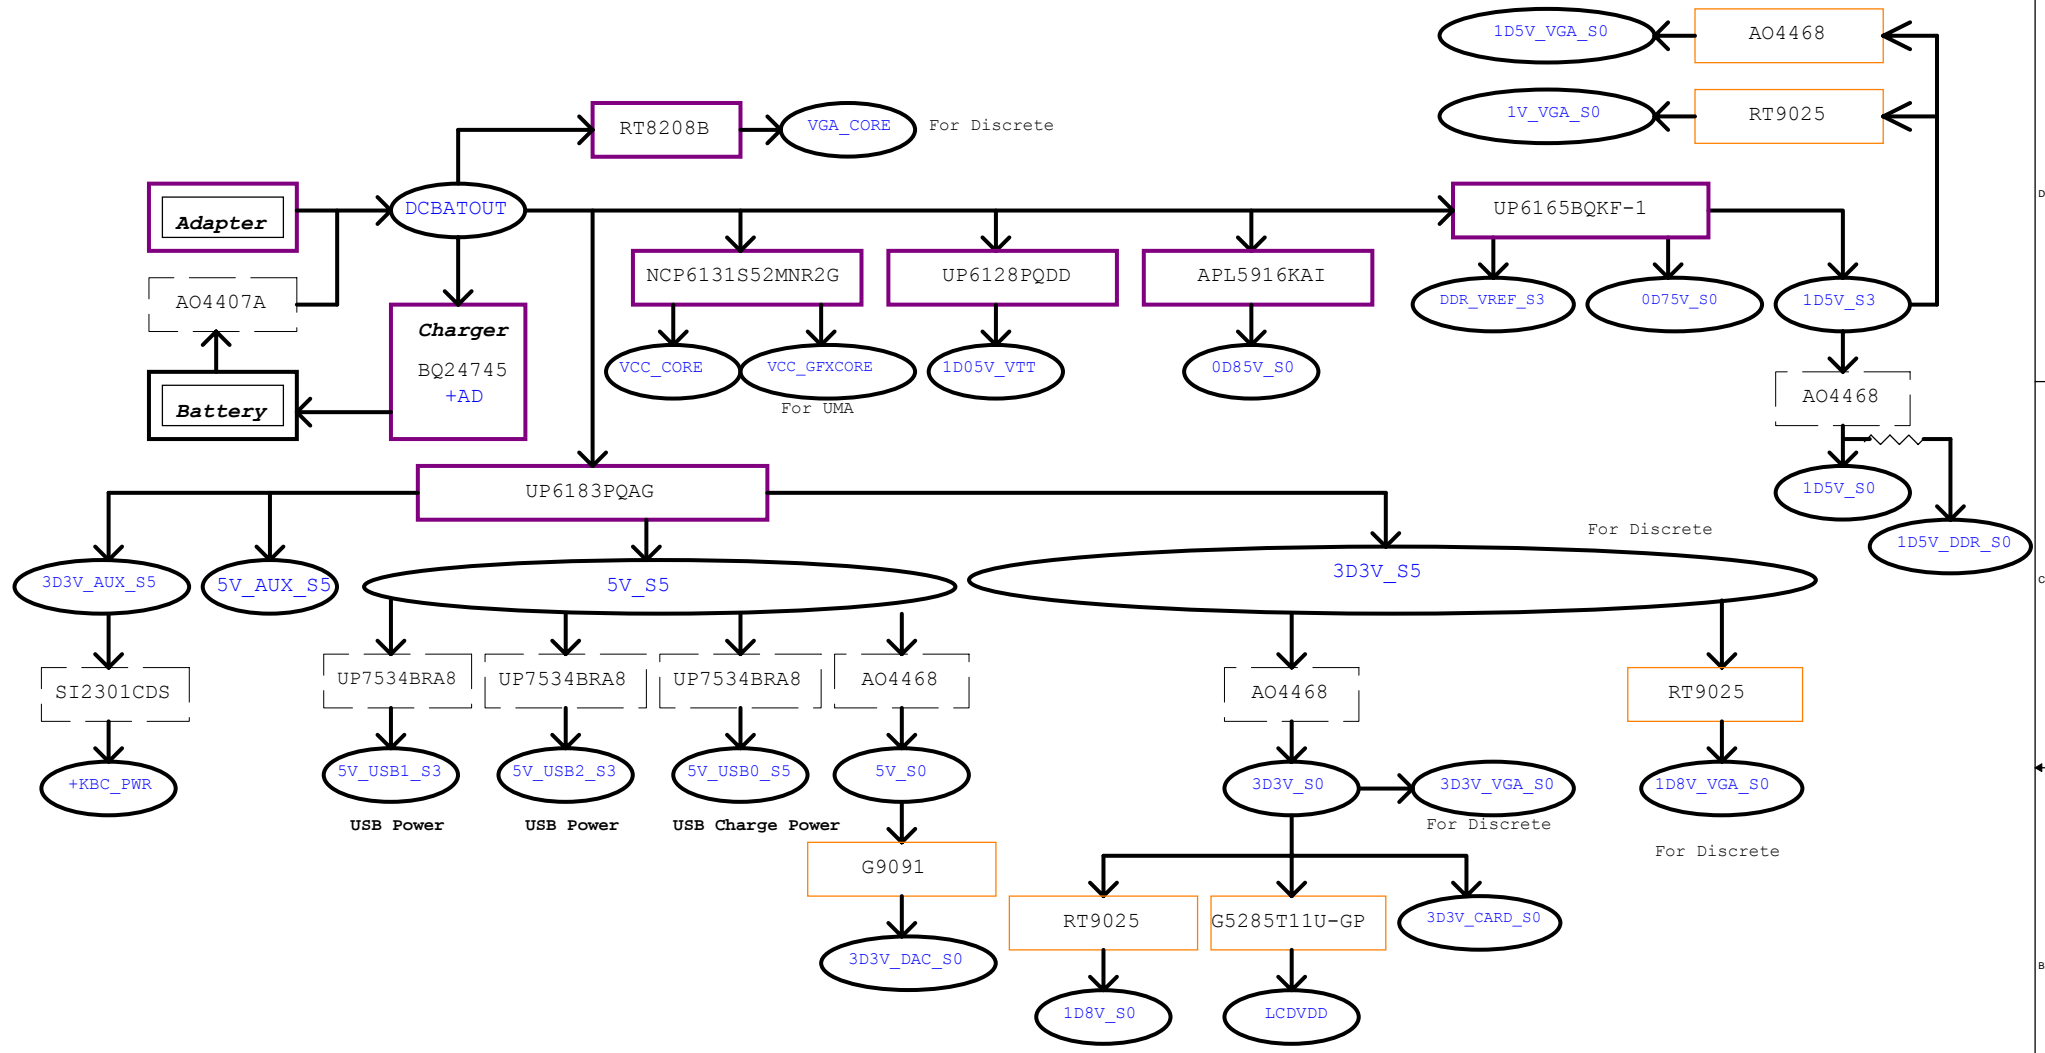 1D5V_VGA_S0
AO4468
RT8208B
VGA_CORE
For Discrete
1V_VGA_S0
RT9025
D
Adapter
DCBATOUT
UP6165BQKF-1
AO4407A
NCP6131S52MNR2G
UP6128PQDD
APL5916KAI
DDR_VREF_S3
0D75V_S0
1D5V_S3
Charger
BQ24745
+AD
VCC_CORE
VCC_GFXCORE
1D05V_VTT
0D85V_S0
For UMA
Battery
AO4468
UP6183PQAG
1D5V_S0
For Discrete
1D5V_DDR_S0
3D3V_AUX_S5
5V_AUX_S5
5V_S5
3D3V_S5
C
SI2301CDS
UP7534BRA8
UP7534BRA8
UP7534BRA8
AO4468
AO4468
RT9025
+KBC_PWR
5V_USB1_S3
5V_USB2_S3
5V_USB0_S5
5V_S0
3D3V_S0
3D3V_VGA_S0
1D8V_VGA_S0
USB Power
USB Power
USB Charge Power
For Discrete
For Discrete
G9091
RT9025
G5285T11U-GP
3D3V_CARD_S0
3D3V_DAC_S0
B
1D8V_S0
LCDVDD